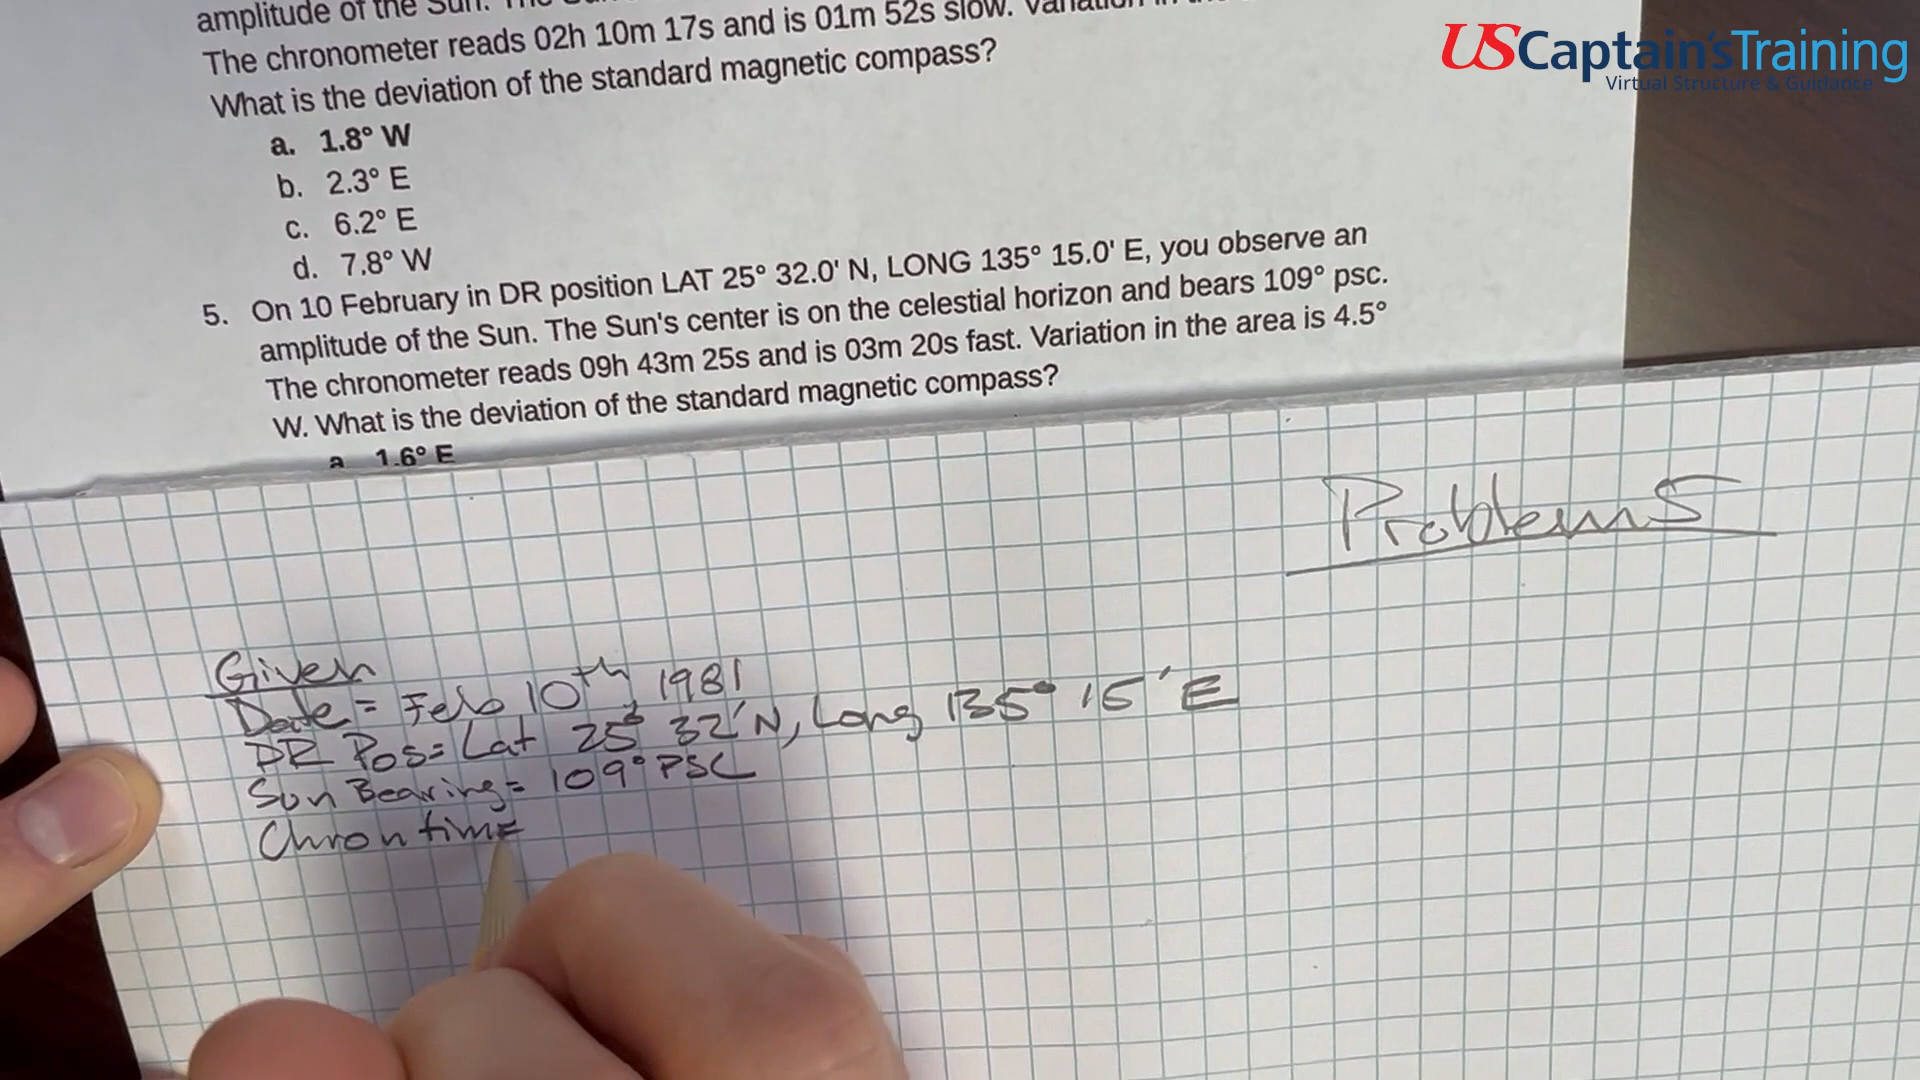 amplitude of the Sun.
The chronometer reads 02h 10m 17s and is 01m 52s slow. Variation in
What is the deviation of the standard magnetic compass?
a. 1.8° W
b. 2.3° E
c. 6.2° E
d. 7.8° W
5. On 10 February in DR position LAT 25° 32.0' N, LONG 135° 15.0' E, you observe an
amplitude of the Sun. The Sun's center is on the celestial horizon and bears 109° psc.
The chronometer reads 09h 43m 25s and is 03m 20s fast. Variation in the area is 4.5°
W. What is the deviation of the standard magnetic compass?
a 1.6° E
USCaptain'sTraining
Virtual Structure & Guidance
Problem 5
Given
Date = Feb 10th 1981
DR Pos= Lat 25° 32'N, Long 135° 15' E
Sun Bearing= 109° PSC
Chron time